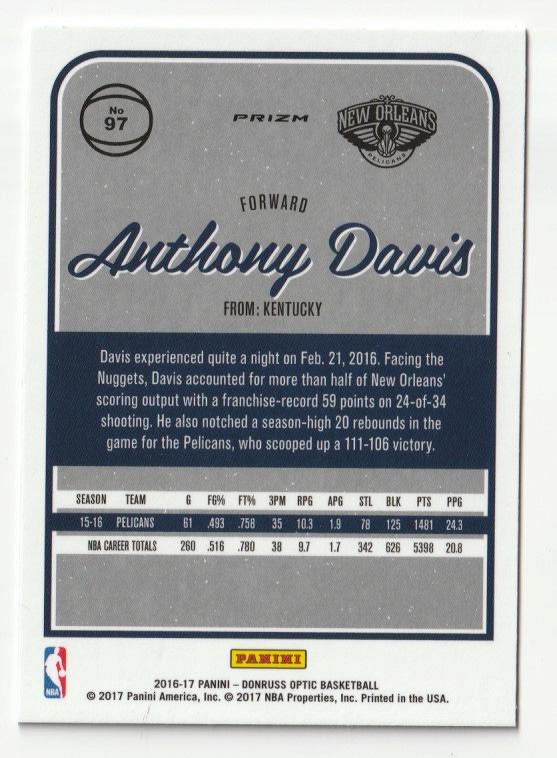 No
97
PRIZM
NEW ORLEANS
PELICANS
FORWARD
Anthony Davis
FROM: KENTUCKY
Davis experienced quite a night on Feb. 21, 2016. Facing the
Nuggets, Davis accounted for more than half of New Orleans'
scoring output with a franchise-record 59 points on 24-of-34
shooting. He also notched a season-high 20 rebounds in the
game for the Pelicans, who scooped up a 111-106 victory.
SEASON TEAM G FG% FT% 3PM RPG APG STL BLK PTS PPG
15-16 PELICANS 61 .493 .758 35 10.3 1.9 78 125 1481 24.3
NBA CAREER TOTALS 260 .516 .780 38 9.7 1.7 342 626 5398 20.8
PANINI
NBA
2016-17 PANINI – DONRUSS OPTIC BASKETBALL
© 2017 Panini America, Inc. © 2017 NBA Properties, Inc. Printed in the USA.